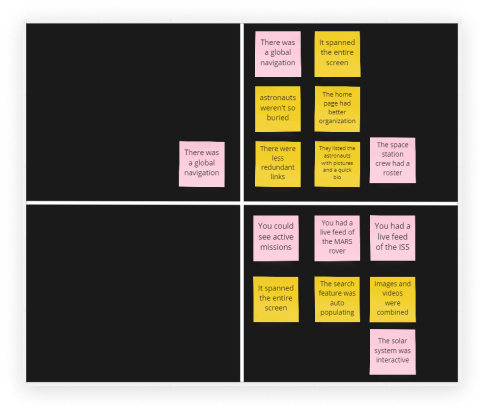 There was
a global
navigation
There was
a global
navigation
It spanned
the entire
screen
astronauts
weren't so
buried
The home
page had
better
organization
There were
less
redundant
links
They listed the
astronauts
with pictures
and a quick
bio
The space
station
crew had a
roster
You could
see active
missions
You had a
live feed of
the MARS
rover
You had a
live feed
of the ISS
It spanned
the entire
screen
The search
feature was
auto
populating
Images and
videos
were
combined
The solar
system was
interactive